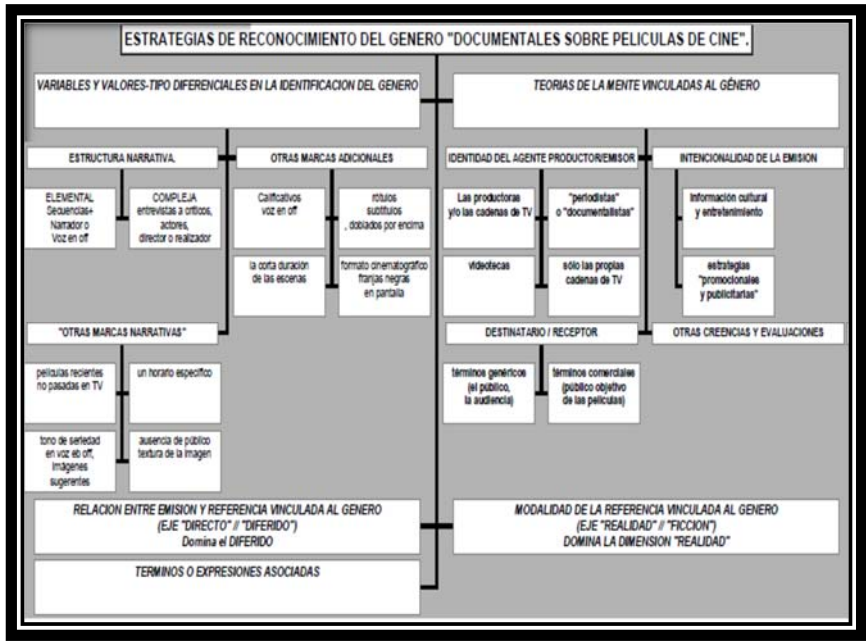 ESTRATEGIAS DE RECONOCIMIENTO DEL GENERO "DOCUMENTALES SOBRE PELICULAS DE CINE".
VARIABLES Y VALORES-TIPO DIFERENCIALES EN LA IDENTIFICACION DEL GENERO
TEORIAS DE LA MENTE VINCULADAS AL GÉNERO
ESTRUCTURA NARRATIVA.
OTRAS MARCAS ADICIONALES
IDENTIDAD DEL AGENTE PRODUCTOR/EMISOR
INTENCIONALIDAD DE LA EMISION
ELEMENTAL
Sequencias+
Narrador o
Voz en off
COMPLEJA
entrevistas a críticos,
actores,
director o realizador
Calificativos
voz en off
rótulos
subtítulos
, doblados por encima
Las productoras
y/o las cadenas de TV
"periodistas"
o "documentalistas"
Información cultural
y entretenimiento
la corta duración
de las escenas
formato cinematográfico
franjas negras
en pantalla
videotecas
sólo las propias
cadenas de TV
estrategias
"promocionales
y publicitarias"
"OTRAS MARCAS NARRATIVAS"
DESTINATARIO / RECEPTOR
OTRAS CREENCIAS Y EVALUACIONES
películas recientes
no pasadas en TV
un horario específico
términos genéricos
(el público,
la audiencia)
términos comerciales
(público objetivo
de las películas)
tono de seriedad
en voz eb off,
imágenes
sugerentes
ausencia de público
textura de la imagen
RELACION ENTRE EMISION Y REFERENCIA VINCULADA AL GENERO
(EJE "DIRECTO" // "DIFERIDO")
Domina el DIFERIDO
MODALIDAD DE LA REFERENCIA VINCULADA AL GENERO
(EJE "REALIDAD" // "FICCION")
DOMINA LA DIMENSION "REALIDAD"
TERMINOS O EXPRESIONES ASOCIADAS